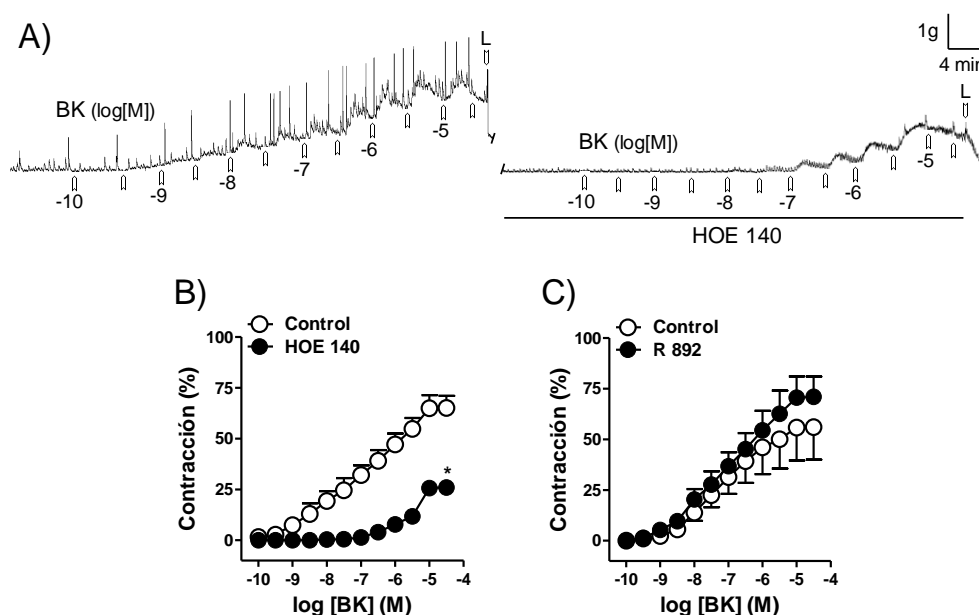 A)
1g
4 min
BK (log[M])
L
-10
-9
-8
-7
-6
-5
BK (log[M])
L
-10
-9
-8
-7
-6
-5
HOE 140
B)
Control
HOE 140
100
75
50
25
0
Contracción (%)
*
-10 -9 -8 -7 -6 -5 -4
log [BK] (M)
C)
Control
R 892
100
75
50
25
0
Contracción (%)
-10 -9 -8 -7 -6 -5 -4
log [BK] (M)